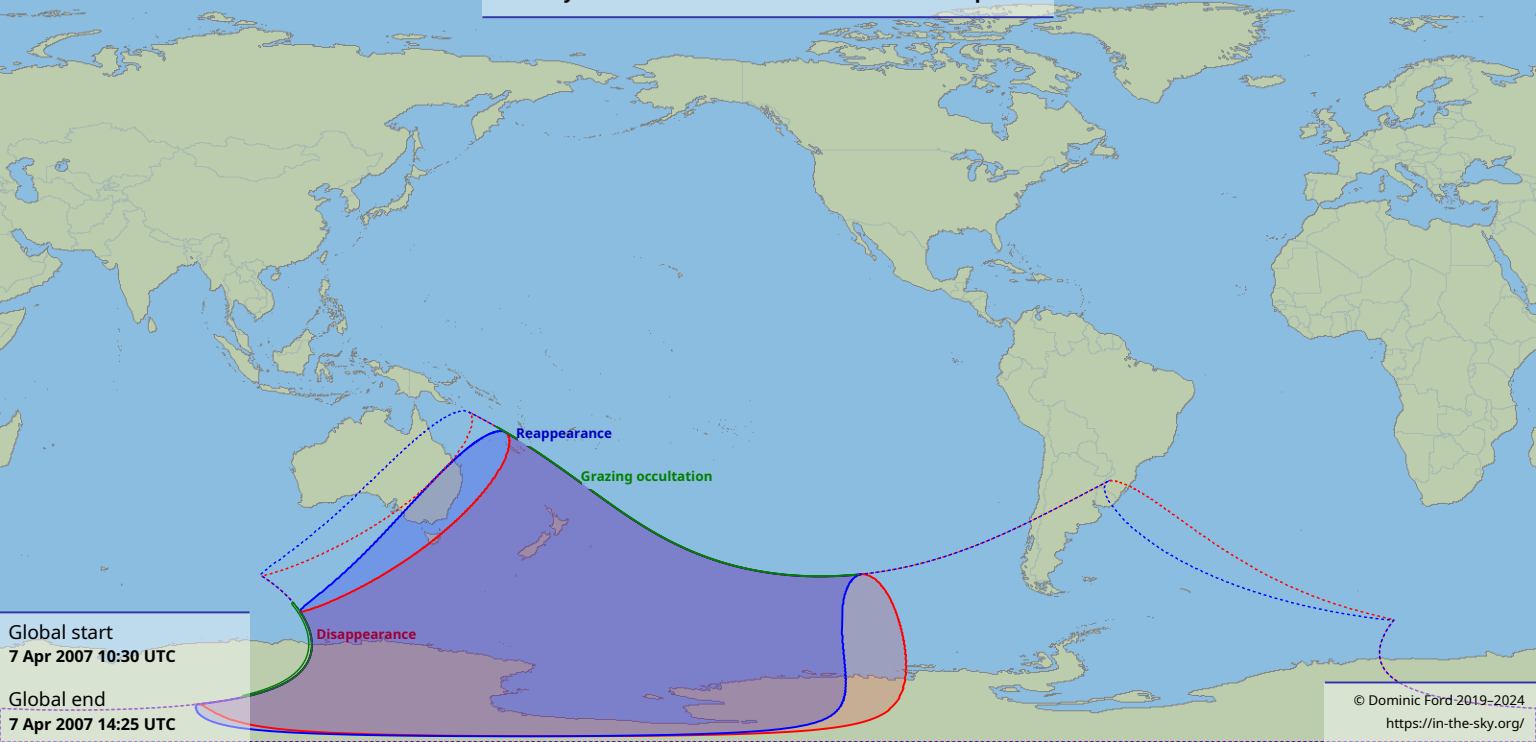 Reappearance
Grazing occultation
Disappearance
Global start
7 Apr 2007 10:30 UTC
Global end
7 Apr 2007 14:25 UTC
© Dominic Ford 2019–2024
https://in-the-sky.org/